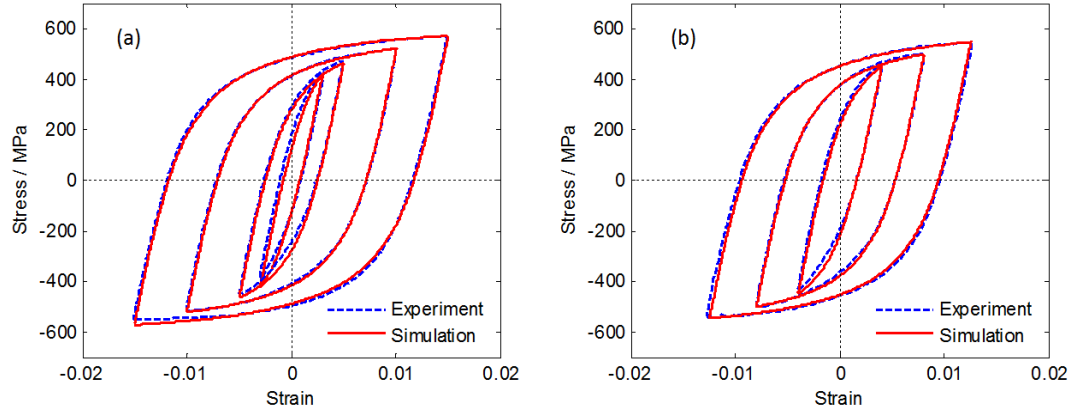 (a)
Stress / MPa
600
400
200
0
-200
-400
-600
-0.02
-0.01
0
0.01
0.02
Strain
Experiment
Simulation
(b)
Stress / MPa
600
400
200
0
-200
-400
-600
-0.02
-0.01
0
0.01
0.02
Strain
Experiment
Simulation